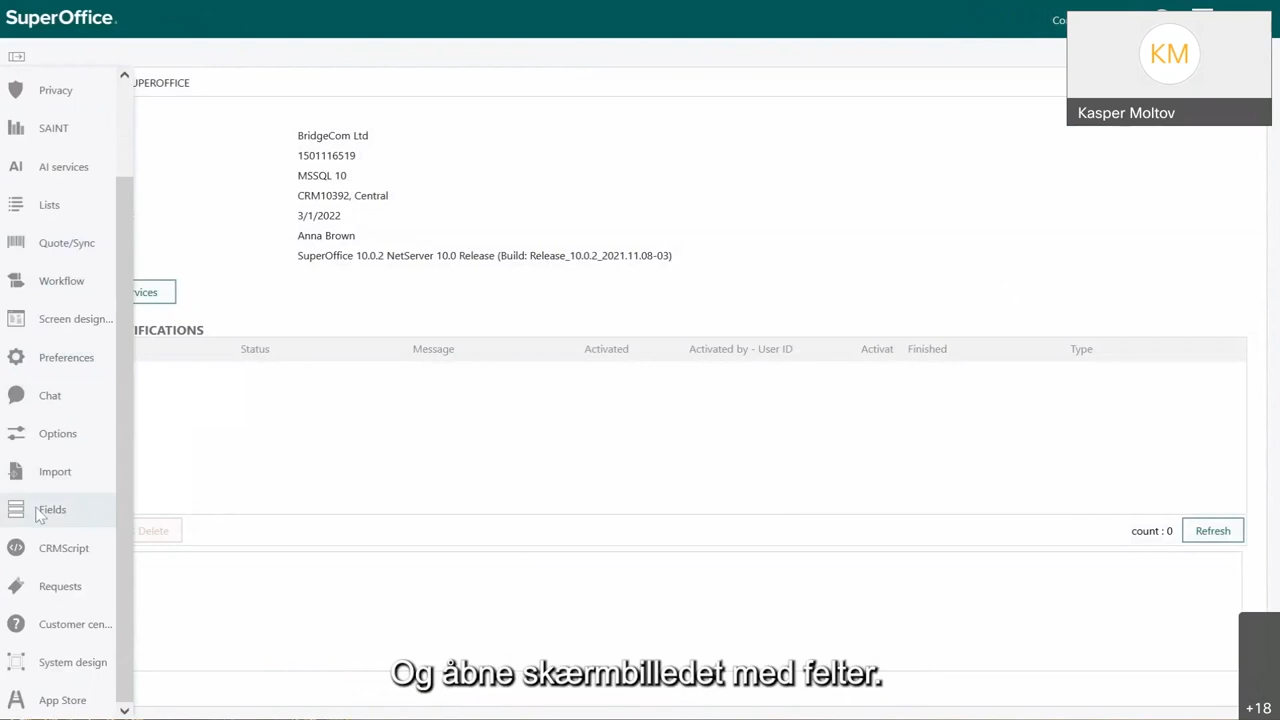 SuperOffice.
Co
KM
Kasper Moltov
Privacy
SAINT
AI services
Lists
Quote/Sync
Workflow
Screen design...
Preferences
Chat
Options
Import
Fields
CRMScript
Requests
Customer cen...
System design
App Store
UPEROFFICE
BridgeCom Ltd
1501116519
MSSQL 10
CRM10392, Central
3/1/2022
Anna Brown
SuperOffice 10.0.2 NetServer 10.0 Release (Build: Release_10.0.2_2021.11.08-03)
vices
IFICATIONS
Status Message Activated Activated by - User ID Activat Finished Type
Delete
count : 0 Refresh
Og åbne skærmbilledet med felter.
+18